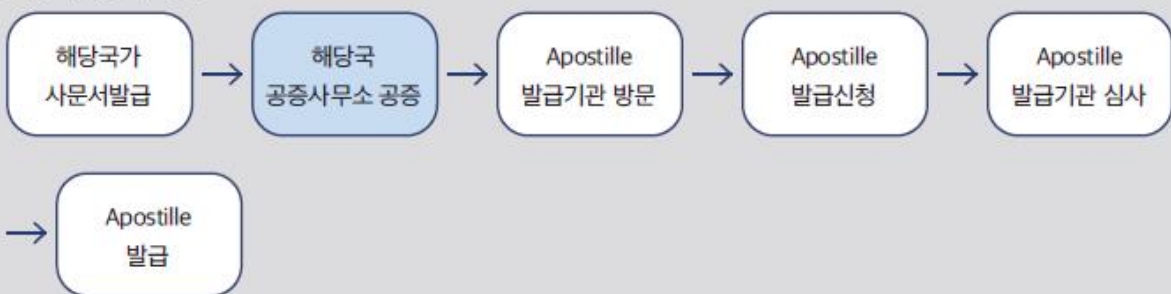 해당국가
사문서발급
해당국
공증사무소 공증
Apostille
발급기관 방문
Apostille
발급신청
Apostille
발급기관 심사
Apostille
발급